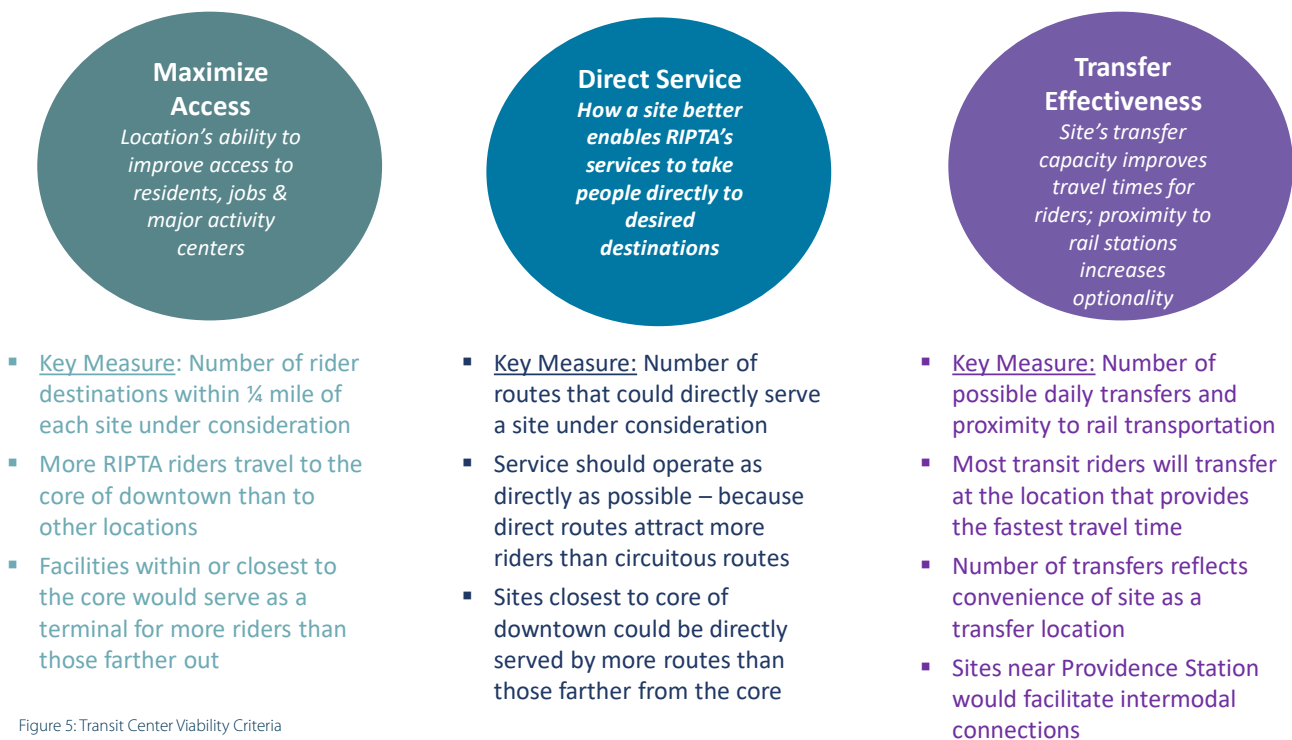 Maximize
Access
Location's ability to
improve access to
residents, jobs &
major activity
centers
▪ Key Measure: Number of rider
destinations within ¼ mile of
each site under consideration
▪ More RIPTA riders travel to the
core of downtown than to
other locations
▪ Facilities within or closest to
the core would serve as a
terminal for more riders than
those farther out
Direct Service
How a site better
enables RIPTA's
services to take
people directly to
desired
destinations
▪ Key Measure: Number of
routes that could directly serve
a site under consideration
▪ Service should operate as
directly as possible – because
direct routes attract more
riders than circuitous routes
▪ Sites closest to core of
downtown could be directly
served by more routes than
those farther from the core
Transfer
Effectiveness
Site's transfer
capacity improves
travel times for
riders; proximity to
rail stations
increases
optionality
▪ Key Measure: Number of
possible daily transfers and
proximity to rail transportation
▪ Most transit riders will transfer
at the location that provides
the fastest travel time
▪ Number of transfers reflects
convenience of site as a
transfer location
▪ Sites near Providence Station
would facilitate intermodal
connections
Figure 5: Transit Center Viability Criteria